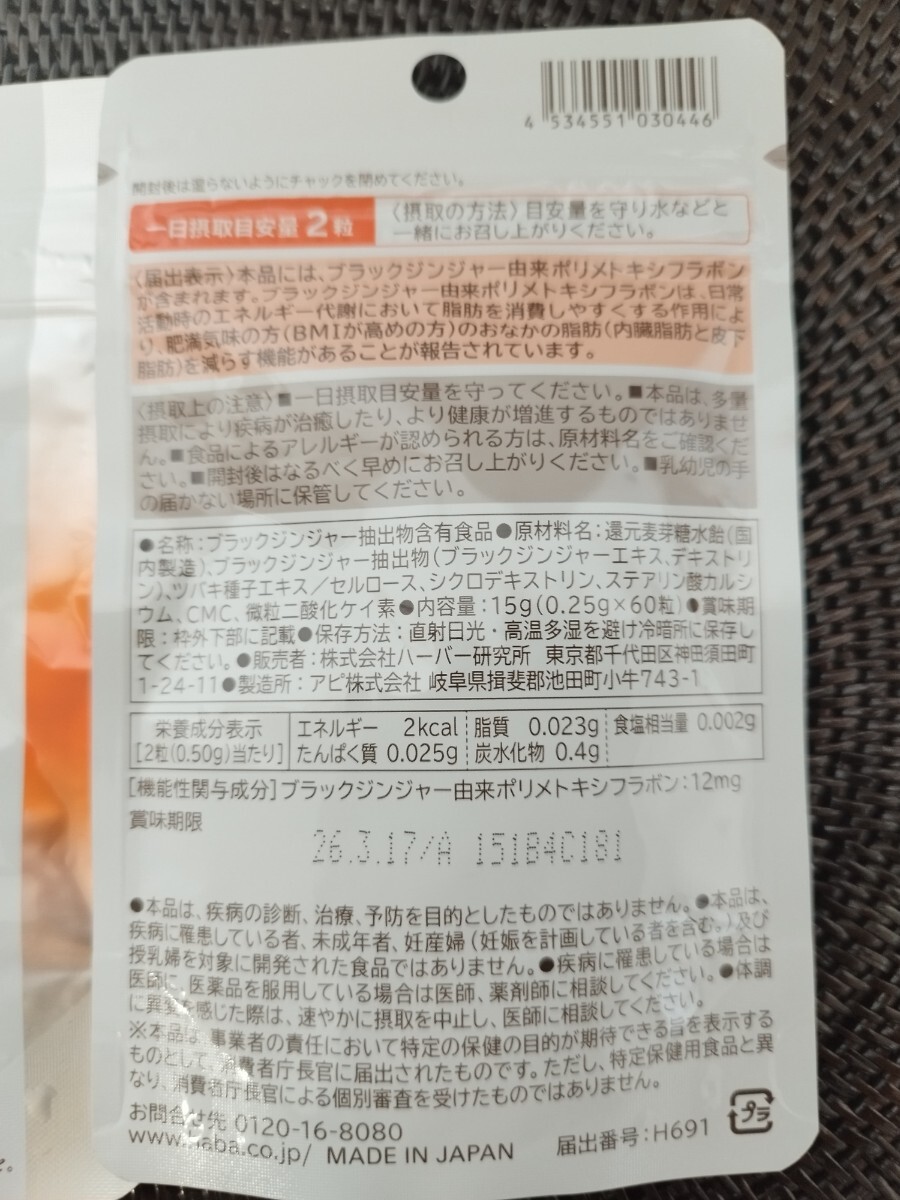 4 534551 030446
開封後は湿らないようにチャックを閉めてください。
一日摂取目安量 2粒
〈摂取の方法〉目安量を守り水などと
一緒にお召し上がりください。
〈届出表示〉本品には、ブラックジンジャー由来ポリメトキシフラボン
が含まれます。ブラックジンジャー由来ポリメトキシフラボンは、日常
活動時のエネルギー代謝において脂肪を消費しやすくする作用によ
り、肥満気味の方(BMIが高めの方)のおなかの脂肪(内臓脂肪と皮下
脂肪)を減らす機能があることが報告されています。
〈摂取上の注意〉■一日摂取目安量を守ってください。■本品は、多量
摂取により疾病が治癒したり、より健康が増進するものではありませ
ん。■食品によるアレルギーが認められる方は、原材料名をご確認くだ
さい。■開封後はなるべく早めにお召し上がりください。■乳幼児の手
の届かない場所に保管してください。
●名称:ブラックジンジャー抽出物含有食品●原材料名:還元麦芽糖水飴(国
内製造)、ブラックジンジャー抽出物(ブラックジンジャーエキス、デキストリ
ン)、ツバキ種子エキス/セルロース、シクロデキストリン、ステアリン酸カルシ
ウム、CMC、微粒二酸化ケイ素●内容量:15g(0.25g×60粒)●賞味期
限:枠外下部に記載●保存方法:直射日光・高温多湿を避け冷暗所に保存し
てください。●販売者:株式会社ハーバー研究所 東京都千代田区神田須田町
1-24-11●製造所:アピ株式会社 岐阜県揖斐郡池田町小牛743-1
栄養成分表示
[2粒(0.50g)当たり]
エネルギー 2kcal 脂質 0.023g 食塩相当量 0.002g
たんぱく質 0.025g 炭水化物 0.4g
[機能性関与成分]ブラックジンジャー由来ポリメトキシフラボン:12mg
賞味期限
26.3.17/A 151B4C181
●本品は、疾病の診断、治療、予防を目的としたものではありません。●本品は、
疾病に罹患している者、未成年者、妊産婦(妊娠を計画している者を含む。)及び
授乳婦を対象に開発された食品ではありません。●疾病に罹患している場合は
医師に、医薬品を服用している場合は医師、薬剤師に相談してください。●体調
に異変を感じた際は、速やかに摂取を中止し、医師に相談してください。
※本品は、事業者の責任において特定の保健の目的が期待できる旨を表示する
ものとして、消費者庁長官に届出されたものです。ただし、特定保健用食品と異
なり、消費者庁長官による個別審査を受けたものではありません。
お問合せ先 0120-16-8080
www.haba.co.jp/ MADE IN JAPAN
届出番号:H691
プラ